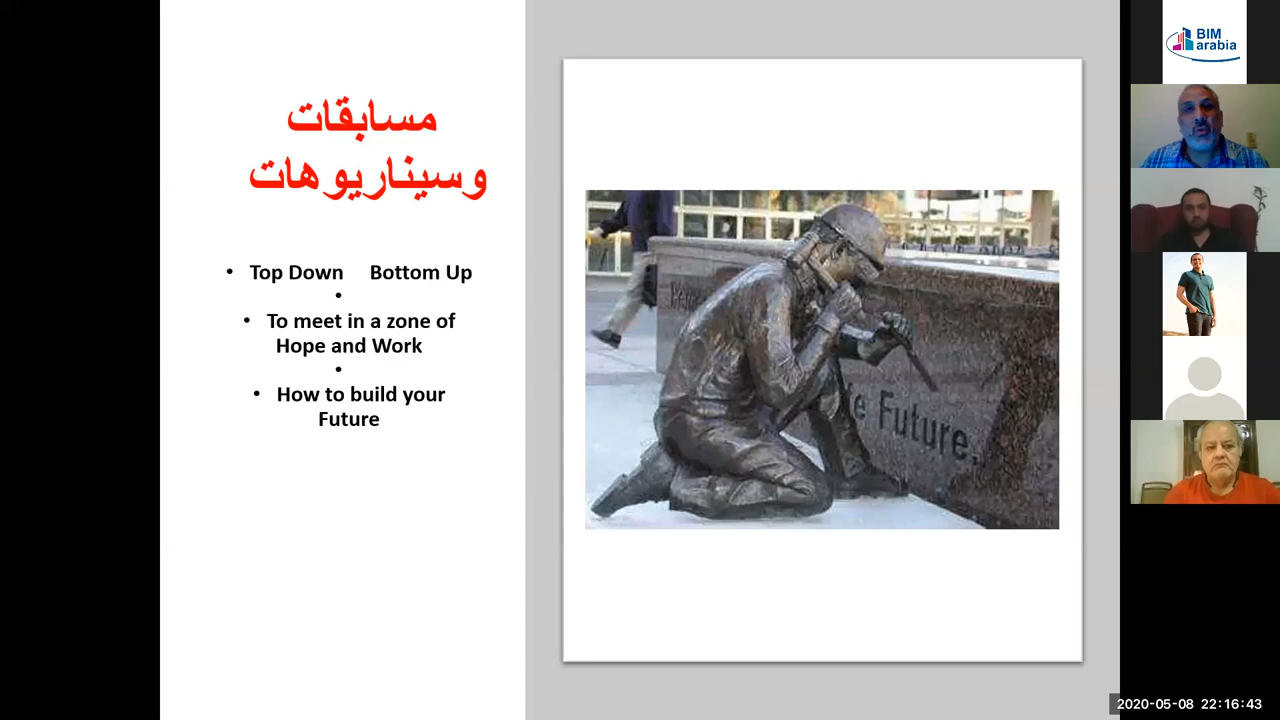 مسابقات
وسيناريوهات
• Top Down Bottom Up
•
• To meet in a zone of
Hope and Work
•
• How to build your
Future
e Future.
BIM
arabia
2020-05-08 22:16:43